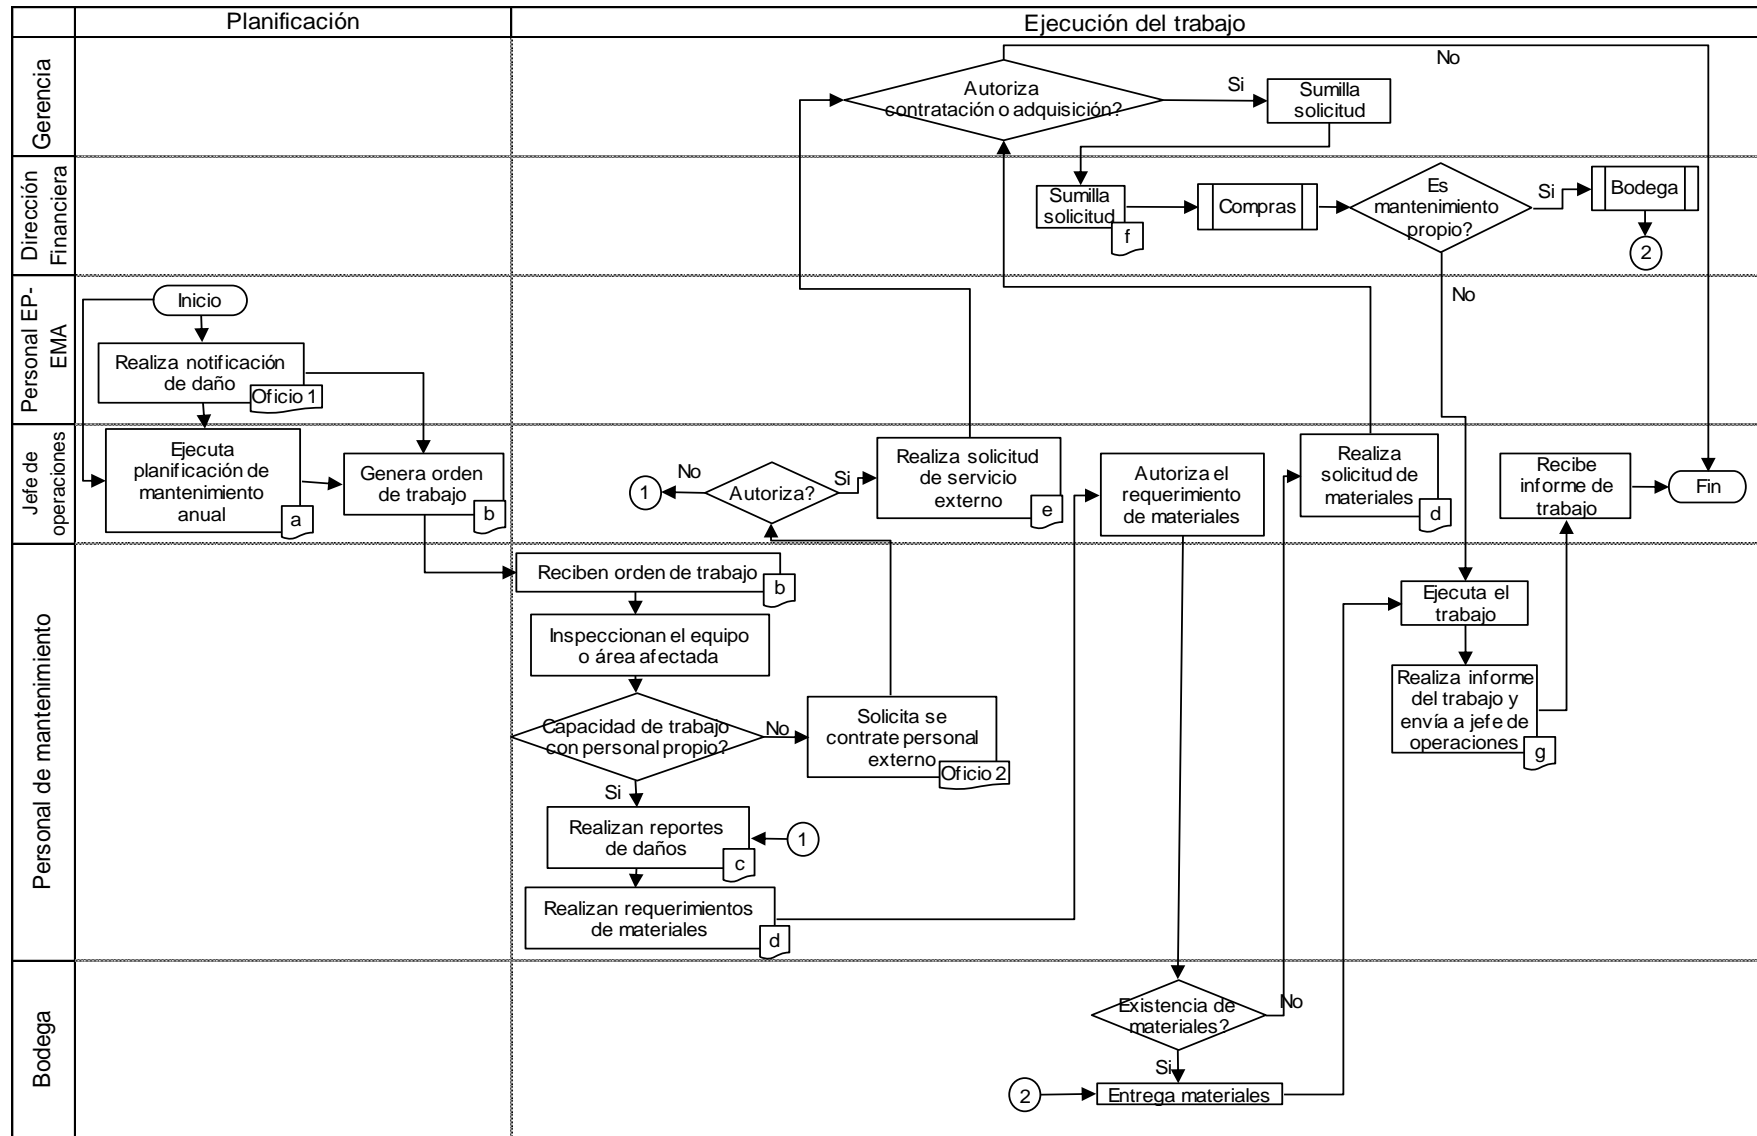 Planificación
Ejecución del trabajo
Gerencia
Autoriza
contratación o adquisición?
Si
Sumilla
solicitud
No
Dirección
Financiera
Sumilla
solicitud
f
Compras
Es
mantenimiento
propio?
Si
Bodega
2
No
Personal EP-
EMA
Inicio
Realiza notificación
de daño
Oficio 1
Jefe de
operaciones
Ejecuta
planificación de
mantenimiento
anual
a
Genera orden
de trabajo
b
1
No
Autoriza?
Si
Realiza solicitud
de servicio
externo
e
Autoriza el
requerimiento
de materiales
Realiza
solicitud de
materiales
d
Recibe
informe de
trabajo
Fin
Personal de mantenimiento
Reciben orden de trabajo
b
Inspeccionan el equipo
o área afectada
Capacidad de trabajo
con personal propio?
No
Solicita se
contrate personal
externo
Oficio 2
Si
Realizan reportes
de daños
c
1
Realizan requerimientos
de materiales
d
Ejecuta el
trabajo
Realiza informe
del trabajo y
envía a jefe de
operaciones
g
Bodega
Existencia de
materiales?
No
Si
2
Entrega materiales